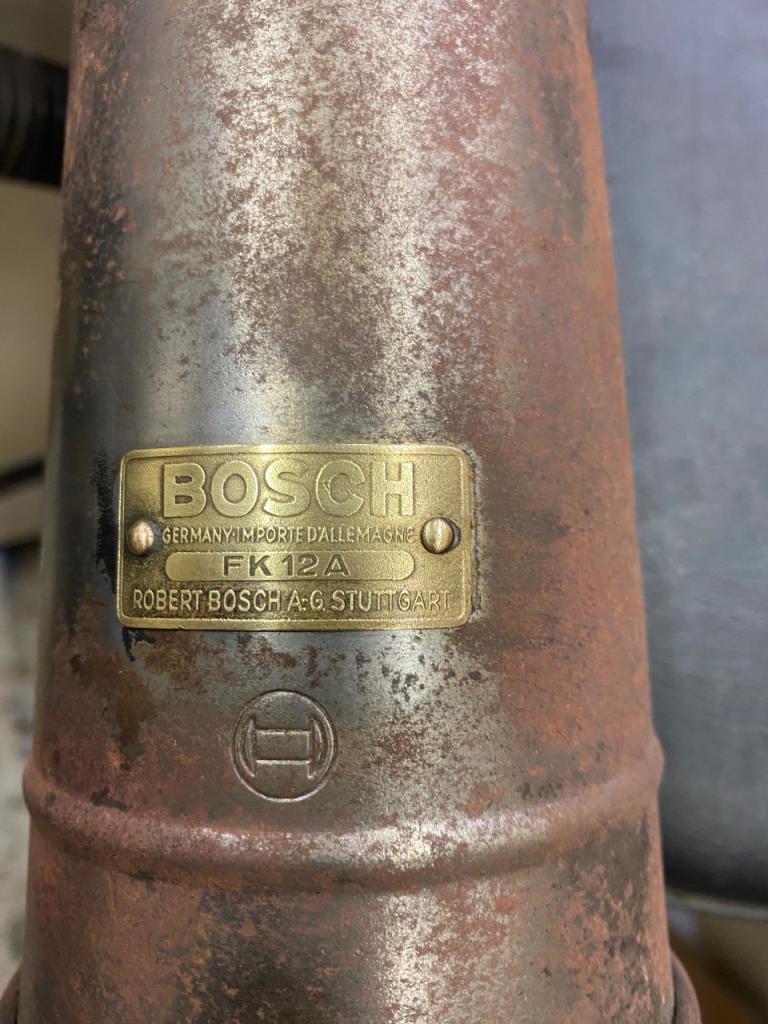 BOSCH
GERMANY·IMPORTE D'ALLEMAGNE
FK 12 A
ROBERT BOSCH A.G. STUTTGART